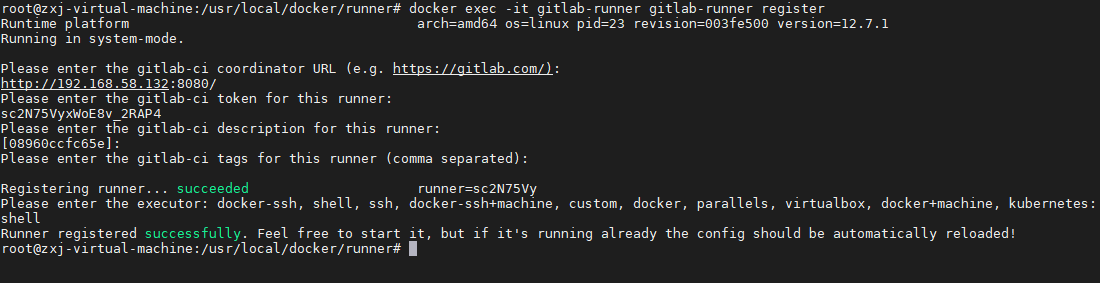 root@zxj-virtual-machine:/usr/local/docker/runner# docker exec -it gitlab-runner gitlab-runner register
Runtime platform                                    arch=amd64 os=linux pid=23 revision=003fe500 version=12.7.1
Running in system-mode.
Please enter the gitlab-ci coordinator URL (e.g. https://gitlab.com/):
http://192.168.58.132:8080/
Please enter the gitlab-ci token for this runner:
sc2N75VyxWoE8v_2RAP4
Please enter the gitlab-ci description for this runner:
[08960ccfc65e]:
Please enter the gitlab-ci tags for this runner (comma separated):
Registering runner... succeeded                     runner=sc2N75Vy
Please enter the executor: docker-ssh, shell, ssh, docker-ssh+machine, custom, docker, parallels, virtualbox, docker+machine, kubernetes:
shell
Runner registered successfully. Feel free to start it, but if it's running already the config should be automatically reloaded!
root@zxj-virtual-machine:/usr/local/docker/runner#